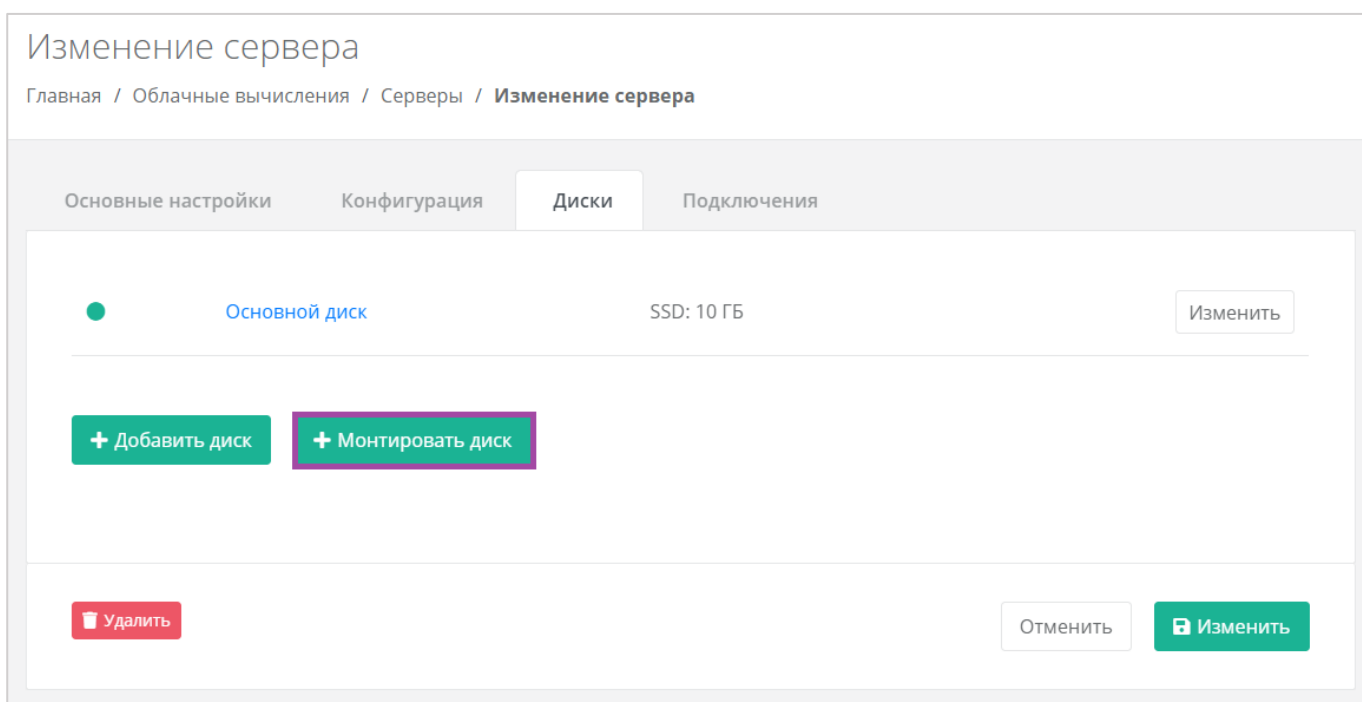 Изменение сервера
Главная / Облачные вычисления / Серверы / Изменение сервера
Основные настройки Конфигурация Диски Подключения
Основной диск SSD: 10 ГБ Изменить
Добавить диск Монтировать диск
Удалить Отменить Изменить